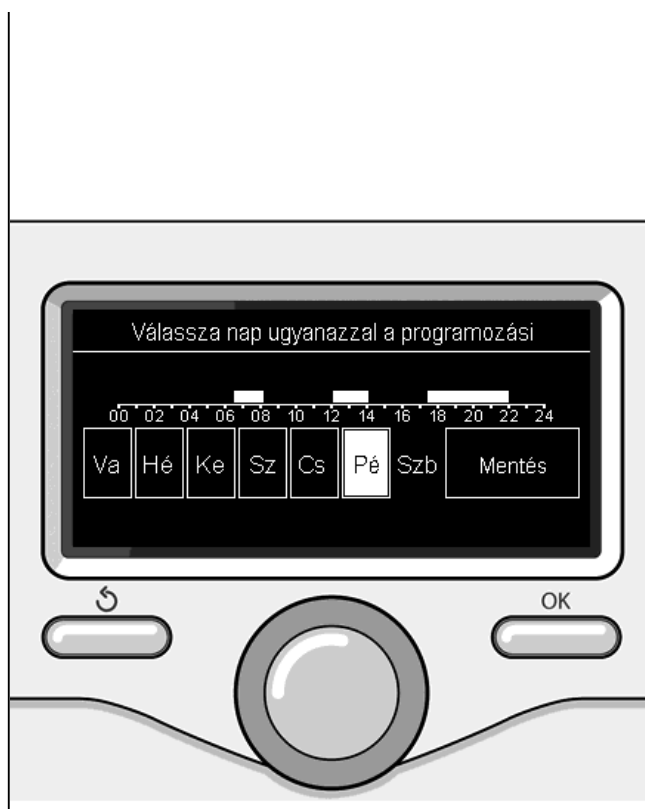 Válassza nap ugyanazzal a programozási
00 02 04 06 08 10 12 14 16 18 20 22 24
Va Hé Ke Sz Cs Pé Szb Mentés
OK